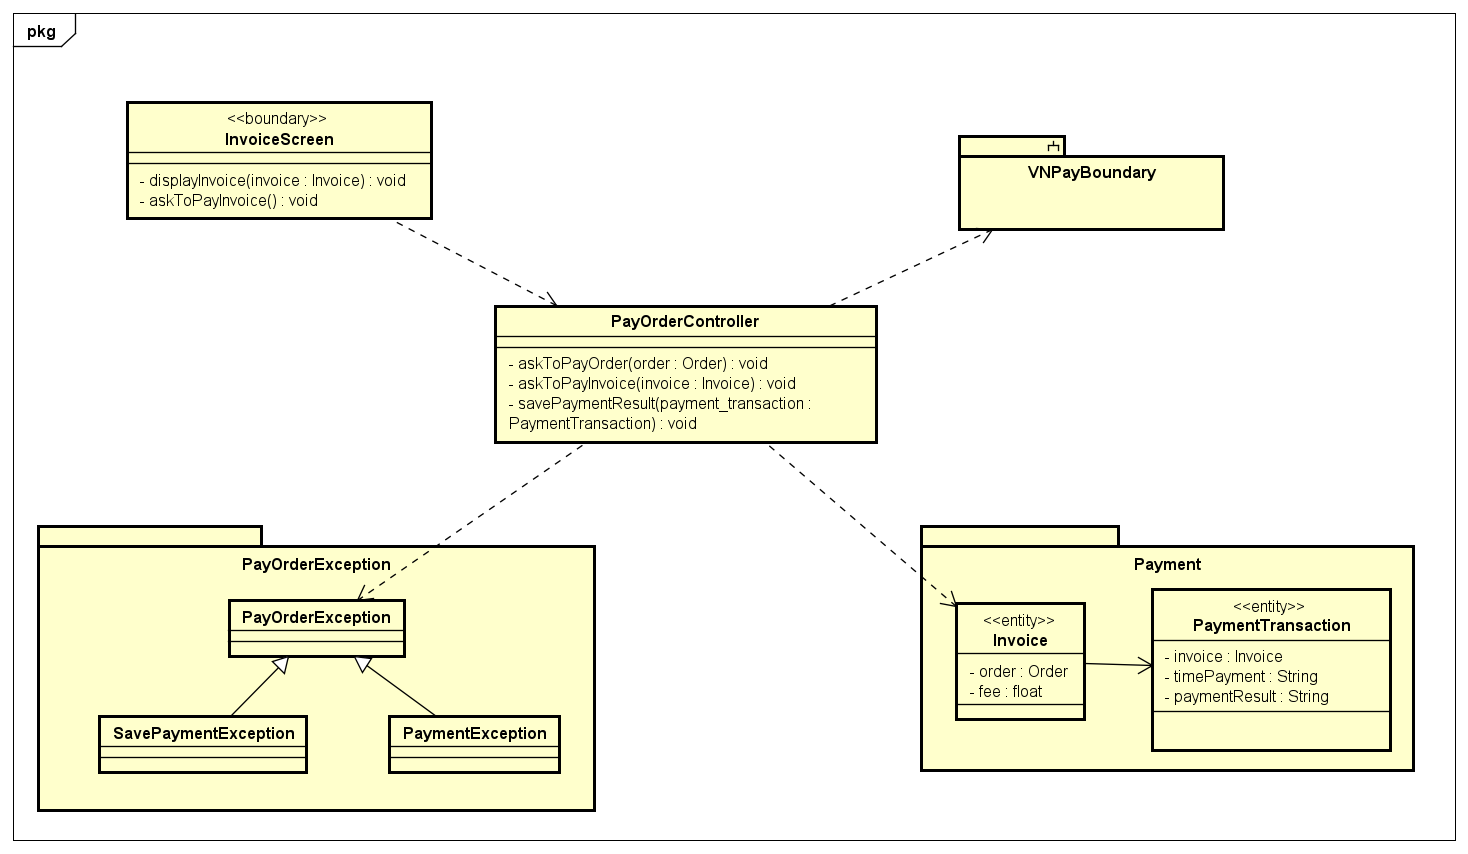 pkg
<<boundary>>
InvoiceScreen
- displayInvoice(invoice : Invoice) : void
- askToPayInvoice() : void
VNPayBoundary
PayOrderController
- askToPayOrder(order : Order) : void
- askToPayInvoice(invoice : Invoice) : void
- savePaymentResult(payment_transaction :
PaymentTransaction) : void
PayOrderException
PayOrderException
SavePaymentException
PaymentException
Payment
<<entity>>
Invoice
- order : Order
- fee : float
<<entity>>
PaymentTransaction
- invoice : Invoice
- timePayment : String
- paymentResult : String